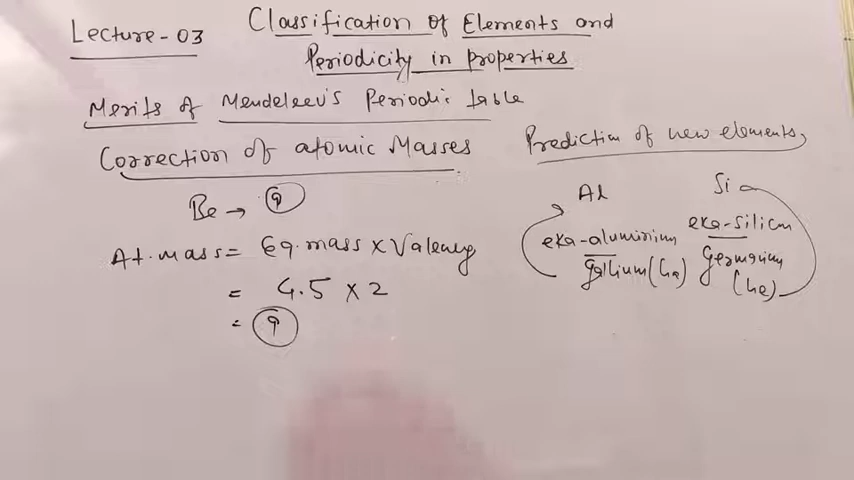 Lecture-03
Classification of Elements and
Periodicity in properties
Merits of Mendeleev's Periodic table
Correction of atomic Masses
Be → 9
At. mass = Eq. mass x Valency
= 4.5 x 2
= 9
Prediction of new elements
Al
eka-aluminium
Gallium (Ga)
Si
eka-silicon
Germanium
(Ge)